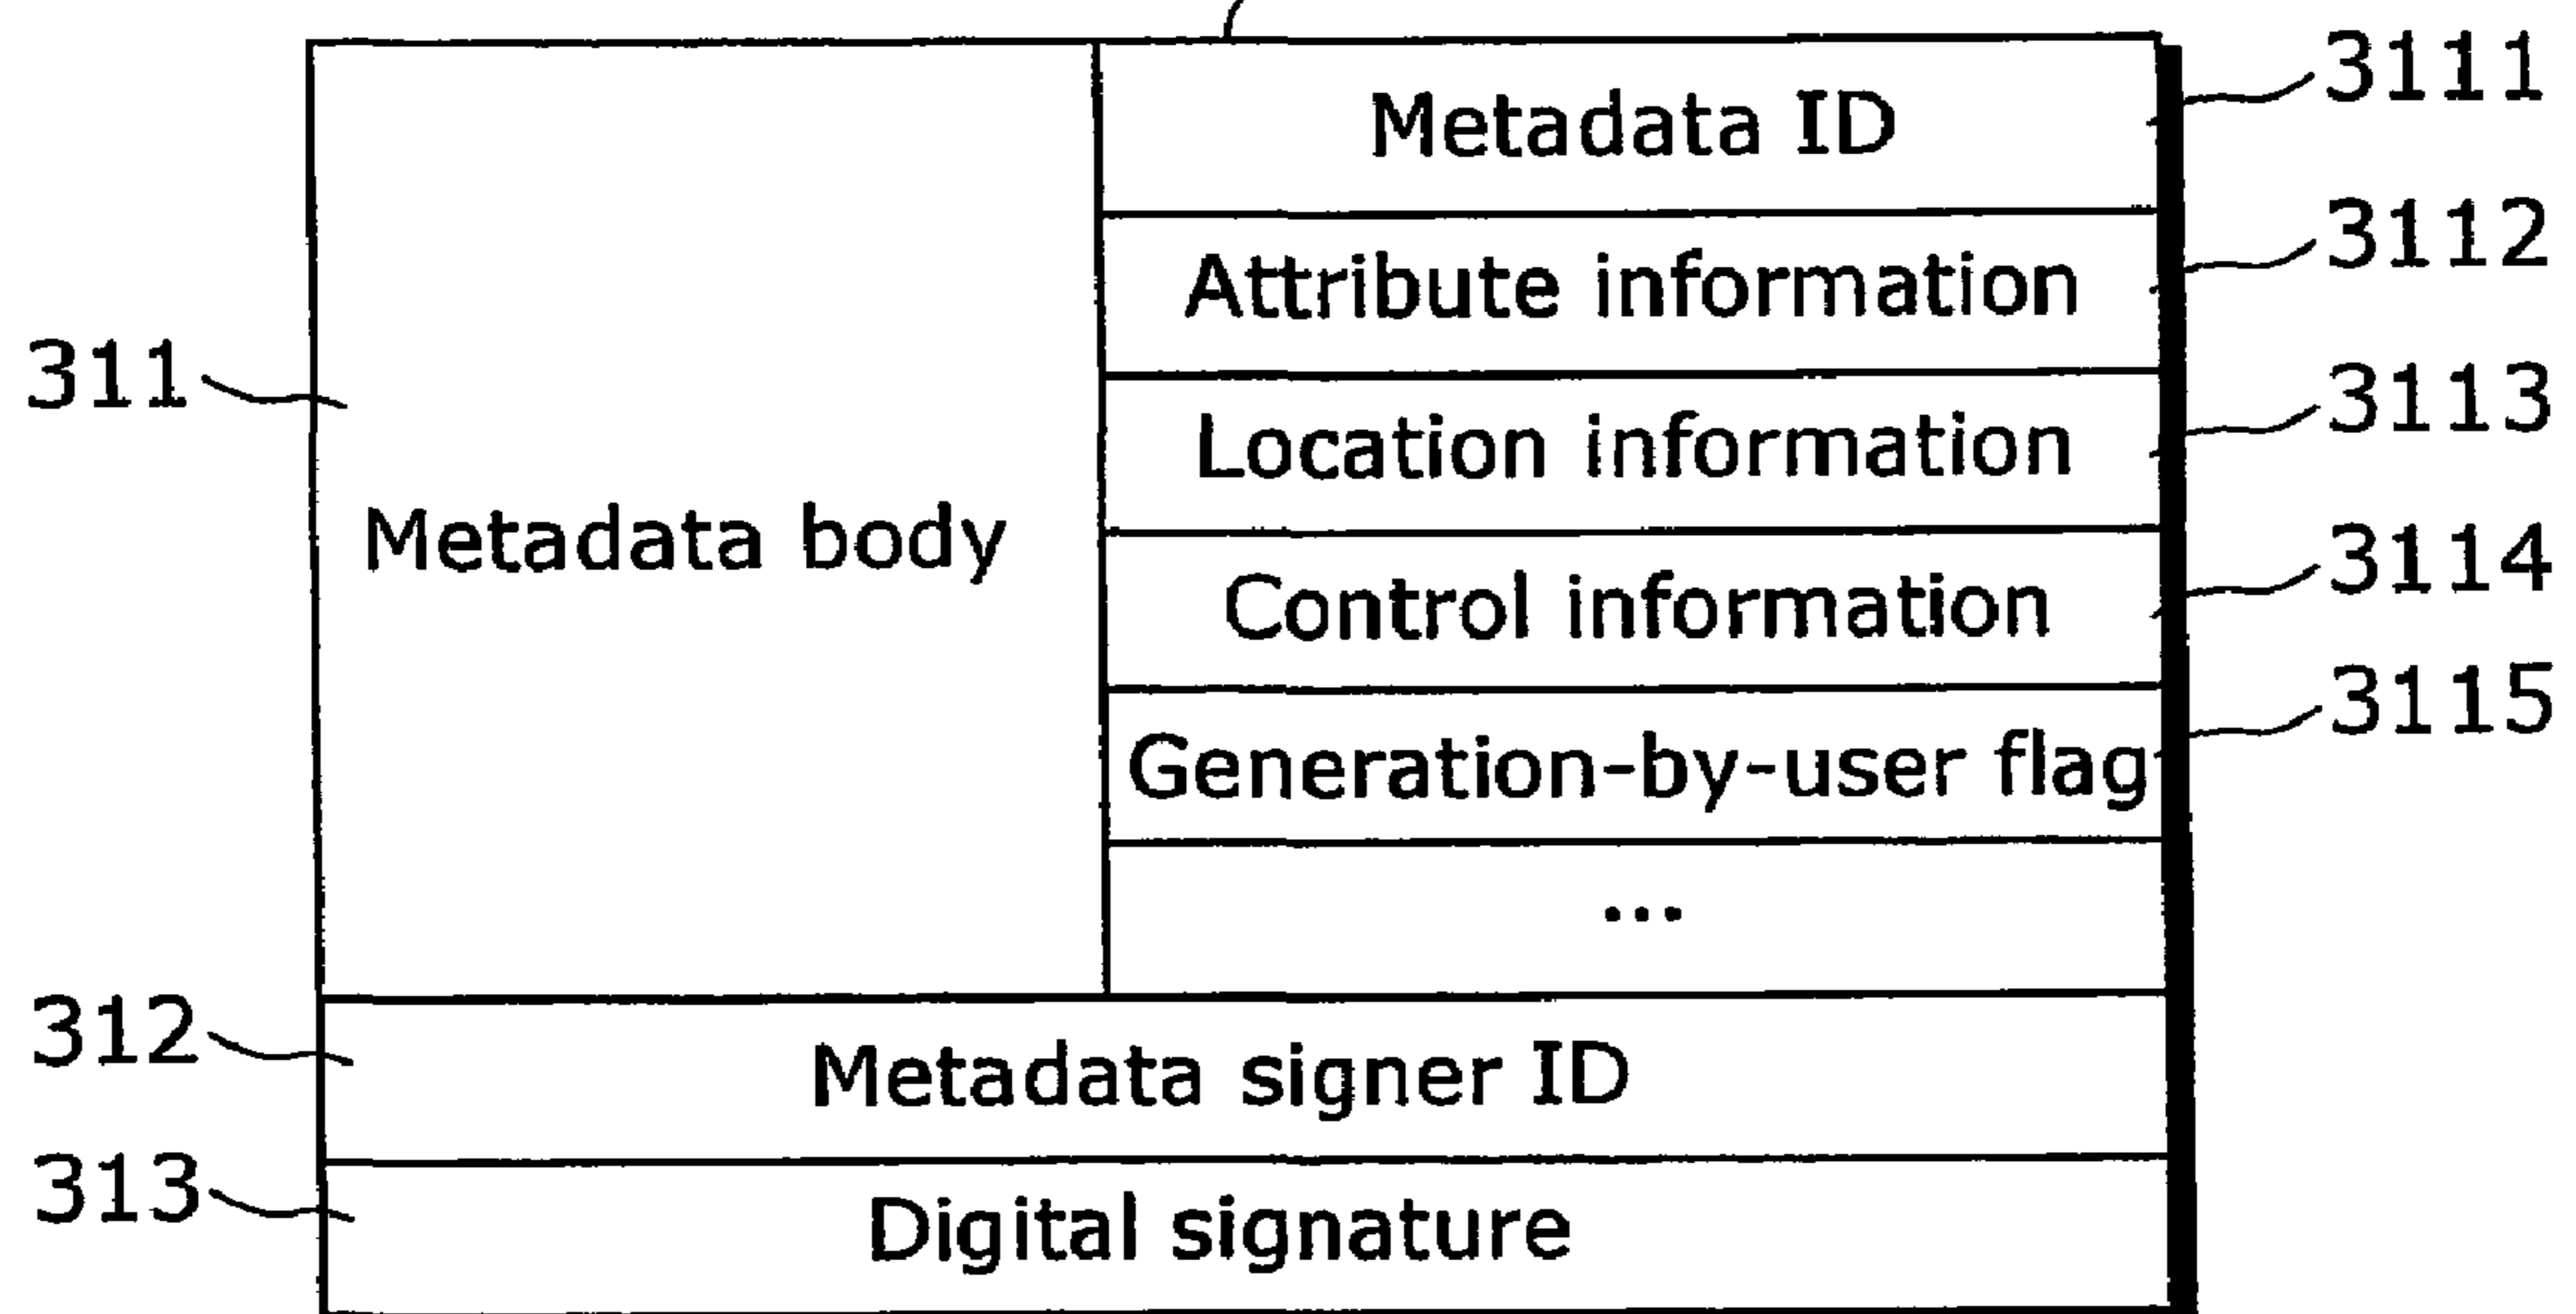 Metadata ID 3111
Attribute information 3112
311 Metadata body
Location information 3113
Control information 3114
Generation-by-user flag 3115
...
312 Metadata signer ID
313 Digital signature